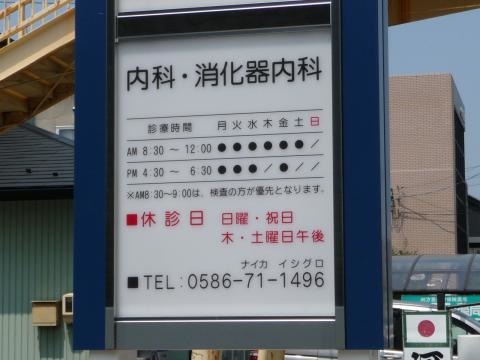 内科・消化器内科
診療時間 月火水木金土日
AM 8:30 ～ 12:00 ●●●●●●／
PM 4:30 ～ 6:30 ●●●／●／／
※AM8:30～9:00は、検査の方が優先となります。
■休診日 日曜・祝日
木・土曜日午後
ナイカ イシグロ
■TEL:0586-71-1496